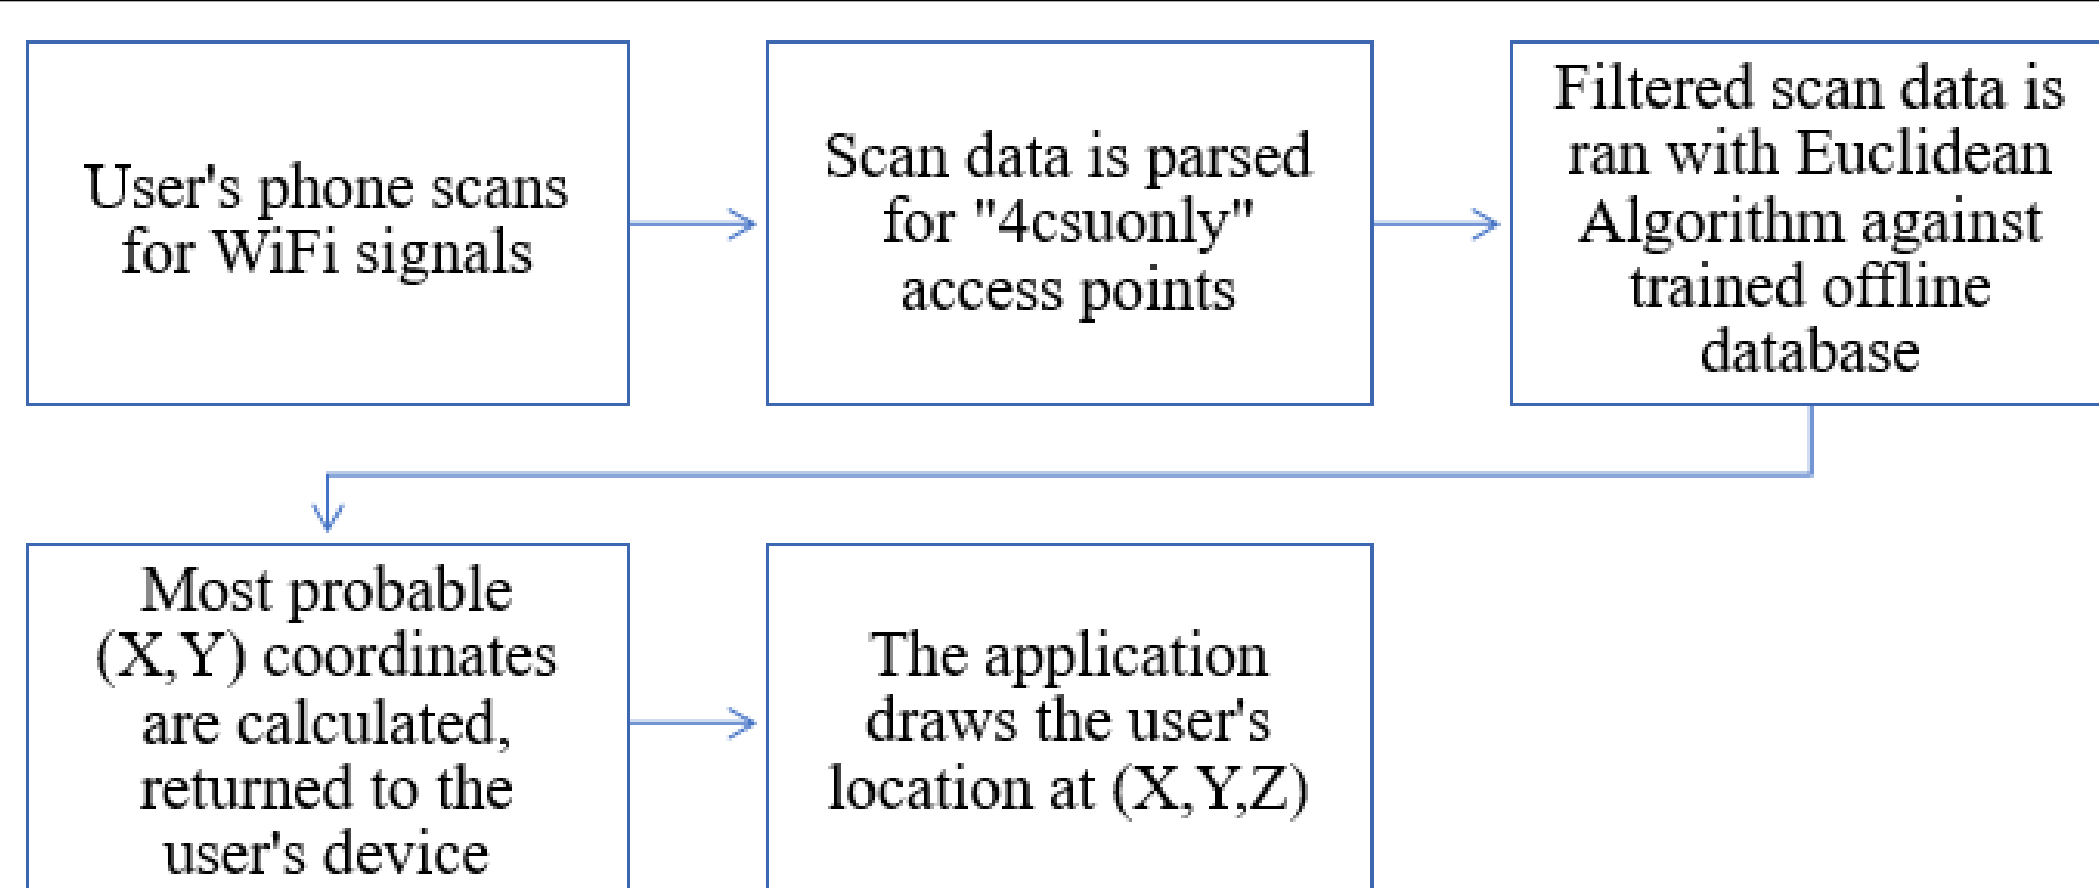 User's phone scans
for WiFi signals
Scan data is parsed
for "4csuonly"
access points
Filtered scan data is
ran with Euclidean
Algorithm against
trained offline
database
Most probable
(X,Y) coordinates
are calculated,
returned to the
user's device
The application
draws the user's
location at (X,Y,Z)